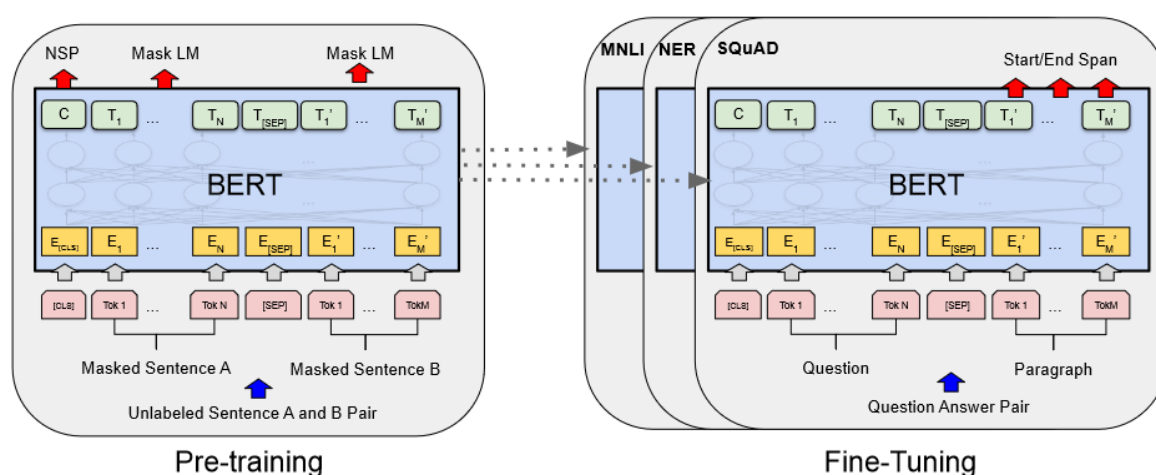 NSP Mask LM Mask LM
C T1 ... TN T[SEP] T1' ... TM'
BERT
E[CLS] E1 ... EN E[SEP] E1' ... EM'
[CLS] Tok 1 ... Tok N [SEP] Tok 1 ... TokM
Masked Sentence A Masked Sentence B
Unlabeled Sentence A and B Pair
Pre-training
MNLI NER SQuAD
Start/End Span
C T1 ... TN T[SEP] T1' ... TM'
BERT
E[CLS] E1 ... EN E[SEP] E1' ... EM'
[CLS] Tok 1 ... Tok N [SEP] Tok 1 ... TokM
Question Paragraph
Question Answer Pair
Fine-Tuning